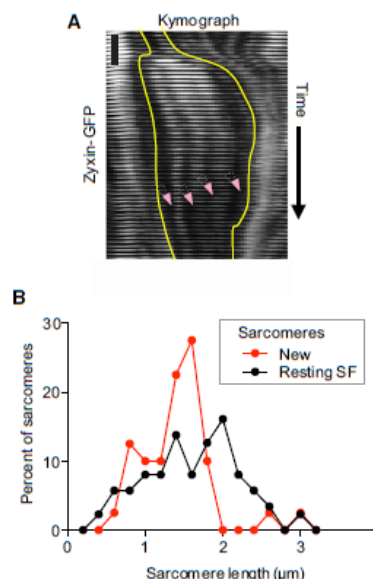 A
Kymograph
Zyxin-GFP
Time
B
Sarcomeres
New
Resting SF
Percent of sarcomeres
30
20
10
0
0 1 2 3
Sarcomere length (μm)